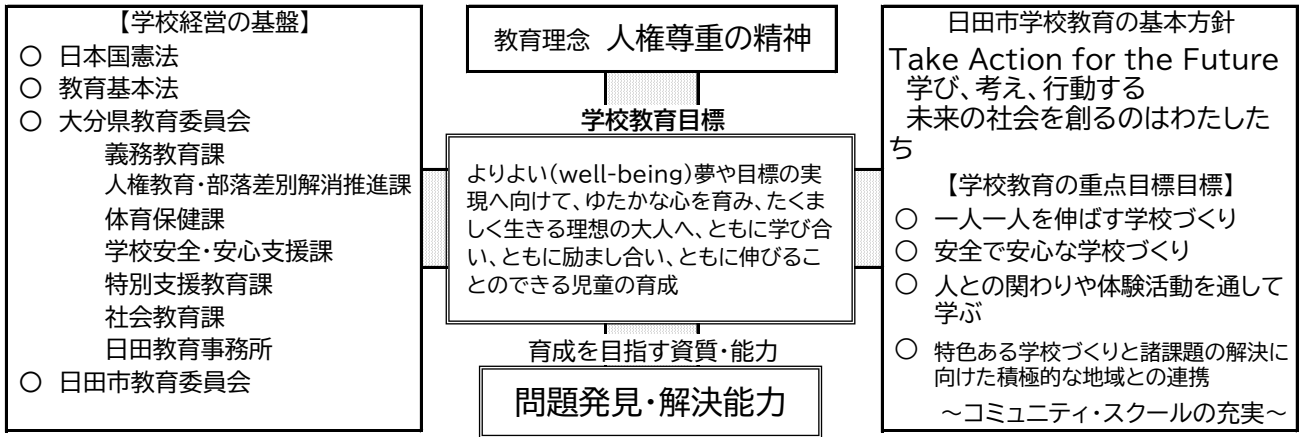 【学校経営の基盤】
○ 日本国憲法
○ 教育基本法
○ 大分県教育委員会
義務教育課
人権教育・部落差別解消推進課
体育保健課
学校安全・安心支援課
特別支援教育課
社会教育課
日田教育事務所
○ 日田市教育委員会
教育理念 人権尊重の精神
学校教育目標
よりよい(well-being)夢や目標の実
現へ向けて、ゆたかな心を育み、たくま
しく生きる理想の大人へ、ともに学び合
い、ともに励まし合い、ともに伸びるこ
とのできる児童の育成
育成を目指す資質・能力
問題発見・解決能力
日田市学校教育の基本方針
Take Action for the Future
学び、考え、行動する
未来の社会を創るのはわたした
ち
【学校教育の重点目標目標】
○ 一人一人を伸ばす学校づくり
○ 安全で安心な学校づくり
○ 人との関わりや体験活動を通して
学ぶ
○ 特色ある学校づくりと諸課題の解決に
向けた積極的な地域との連携
～コミュニティ・スクールの充実～